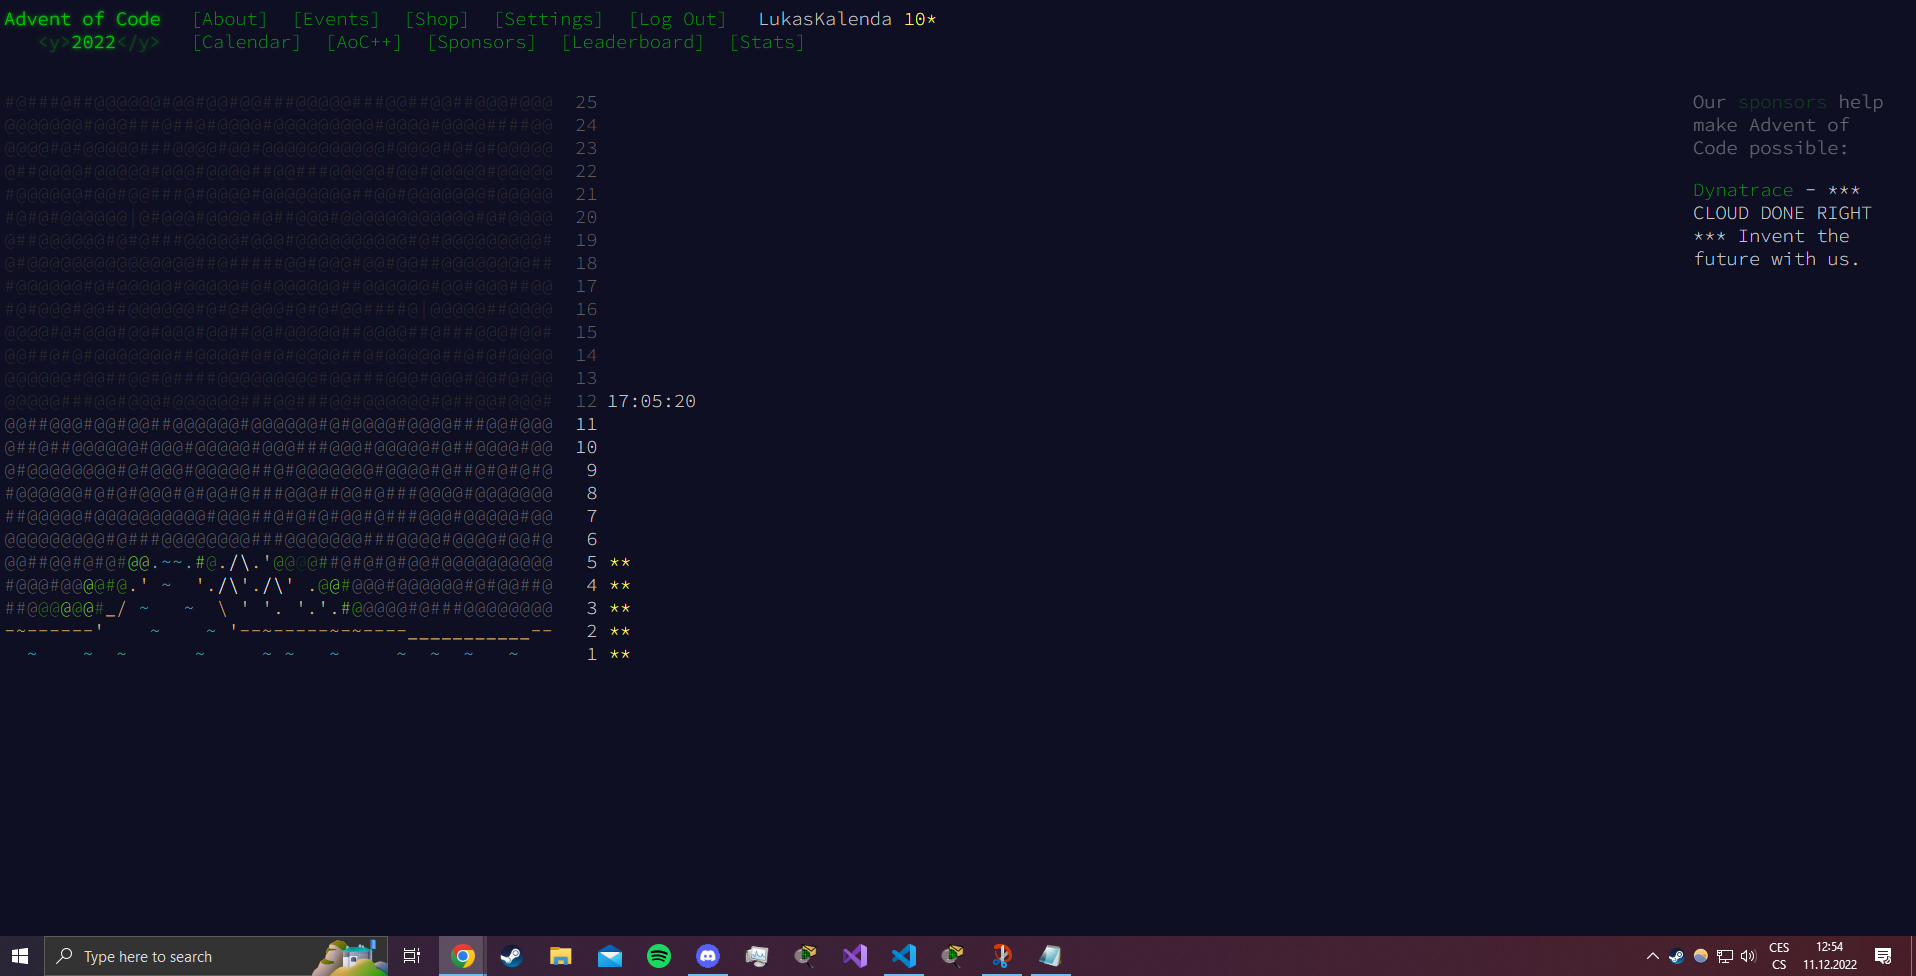 Advent of Code [About] [Events] [Shop] [Settings] [Log Out] LukasKalenda 10*
<y>2022</y> [Calendar] [AoC++] [Sponsors] [Leaderboard] [Stats]
25
24
23
22
21
20
19
18
17
16
15
14
13
12 17:05:20
11
10
9
8
7
6
5 **
4 **
3 **
2 **
1 **
Our sponsors help
make Advent of
Code possible:
Dynatrace - ***
CLOUD DONE RIGHT
*** Invent the
future with us.
Type here to search
CES
CS
12:54
11.12.2022